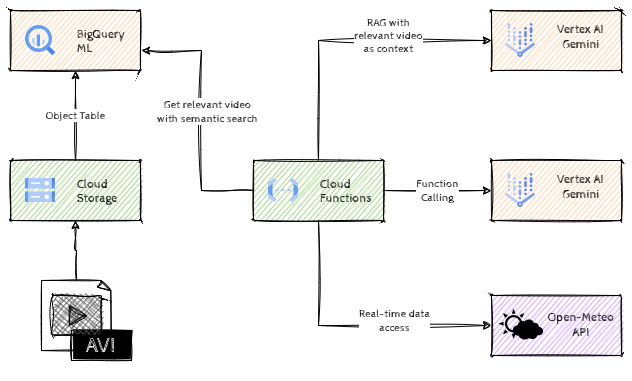 BigQuery
ML
RAG with
relevant video
as context
Vertex AI
Gemini
Object Table
Get relevant video
with semantic search
Cloud
Storage
Cloud
Functions
Function
Calling
Vertex AI
Gemini
Real-time data
access
Open-Meteo
API
AVI